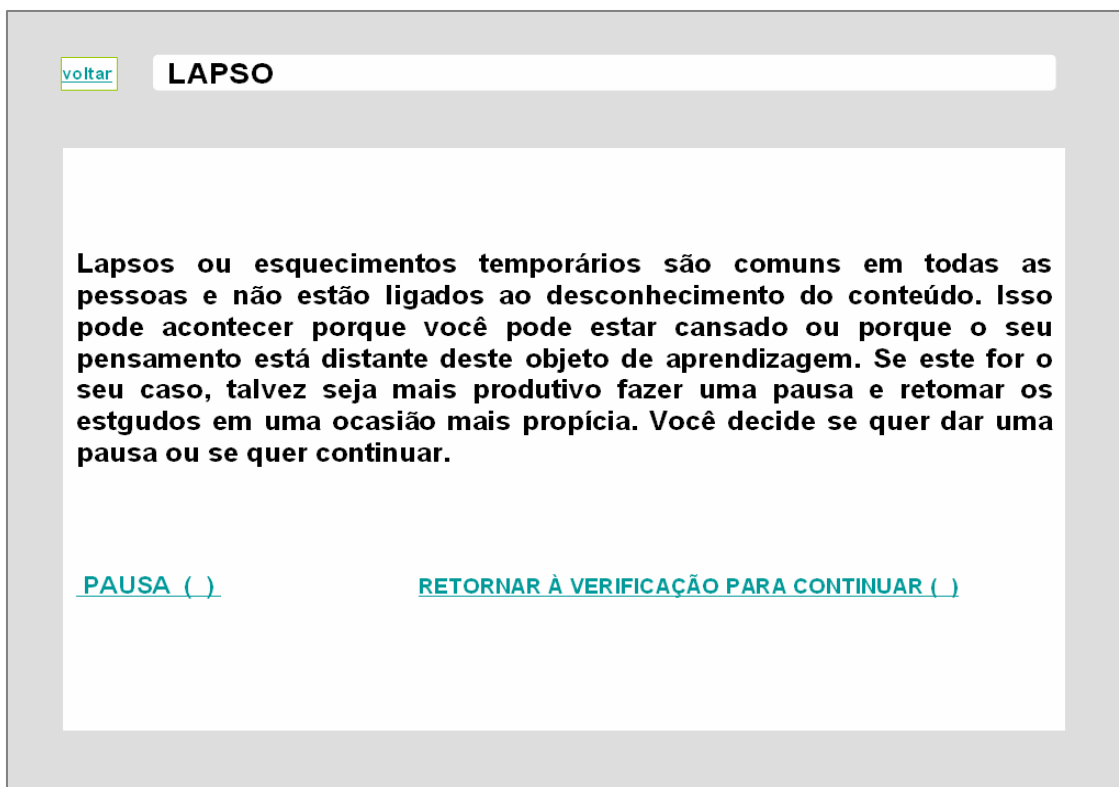 voltar
LAPSO
Lapsos ou esquecimentos temporários são comuns em todas as
pessoas e não estão ligados ao desconhecimento do conteúdo. Isso
pode acontecer porque você pode estar cansado ou porque o seu
pensamento está distante deste objeto de aprendizagem. Se este for o
seu caso, talvez seja mais produtivo fazer uma pausa e retomar os
estgudos em uma ocasião mais propícia. Você decide se quer dar uma
pausa ou se quer continuar.
PAUSA ( )
RETORNAR À VERIFICAÇÃO PARA CONTINUAR ( )